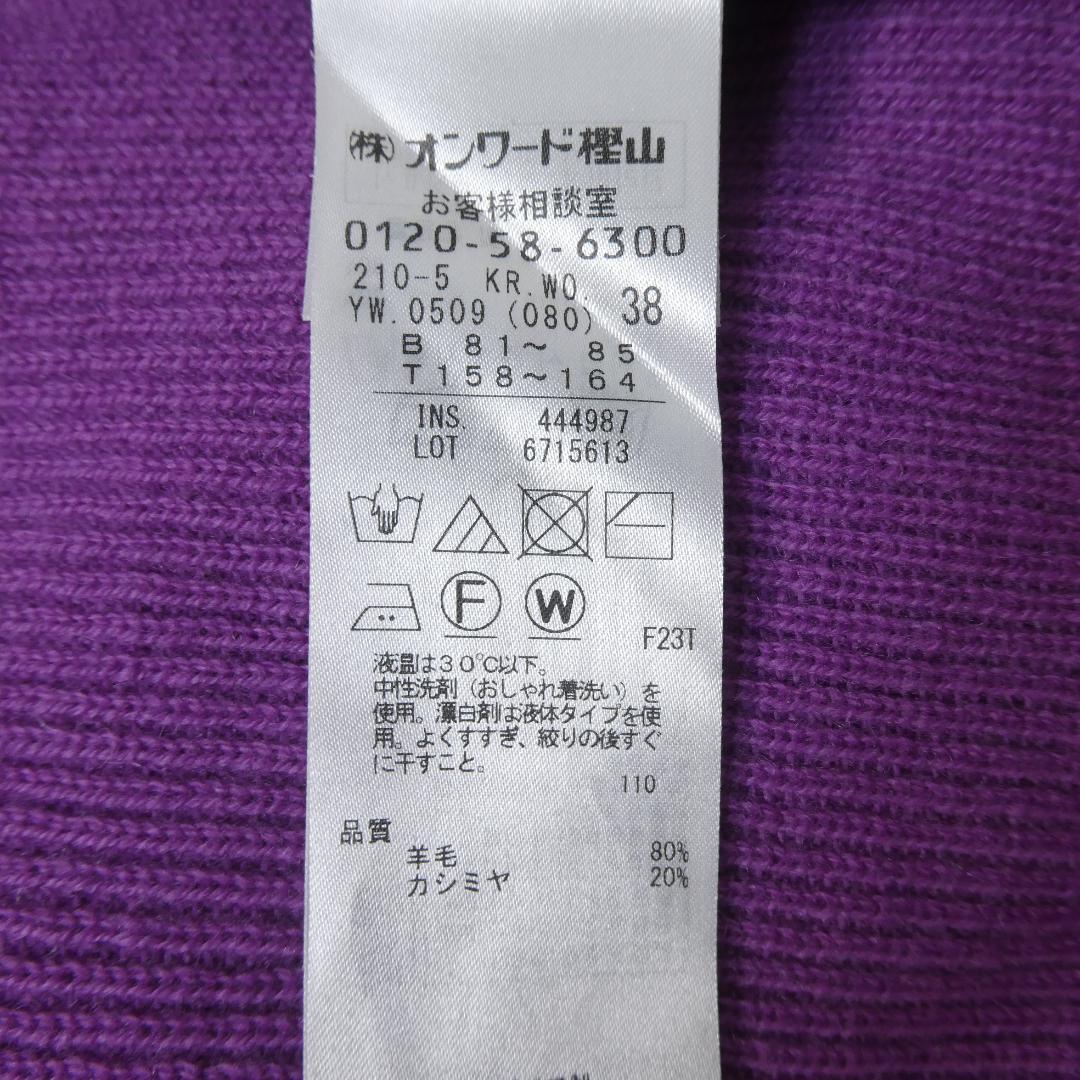 ㈱オンワード樫山
お客様相談室
0120-58-6300
210-5 KR.WO.
YW.0509 (080) 38
B 81～ 85
T158～164
INS. 444987
LOT 6715613
F
W
F23T
液温は30℃以下。
中性洗剤（おしゃれ着洗い）を
使用。漂白剤は液体タイプを使
用。よくすすぎ、絞りの後すぐ
に干すこと。
110
品質
羊毛 80%
カシミヤ 20%